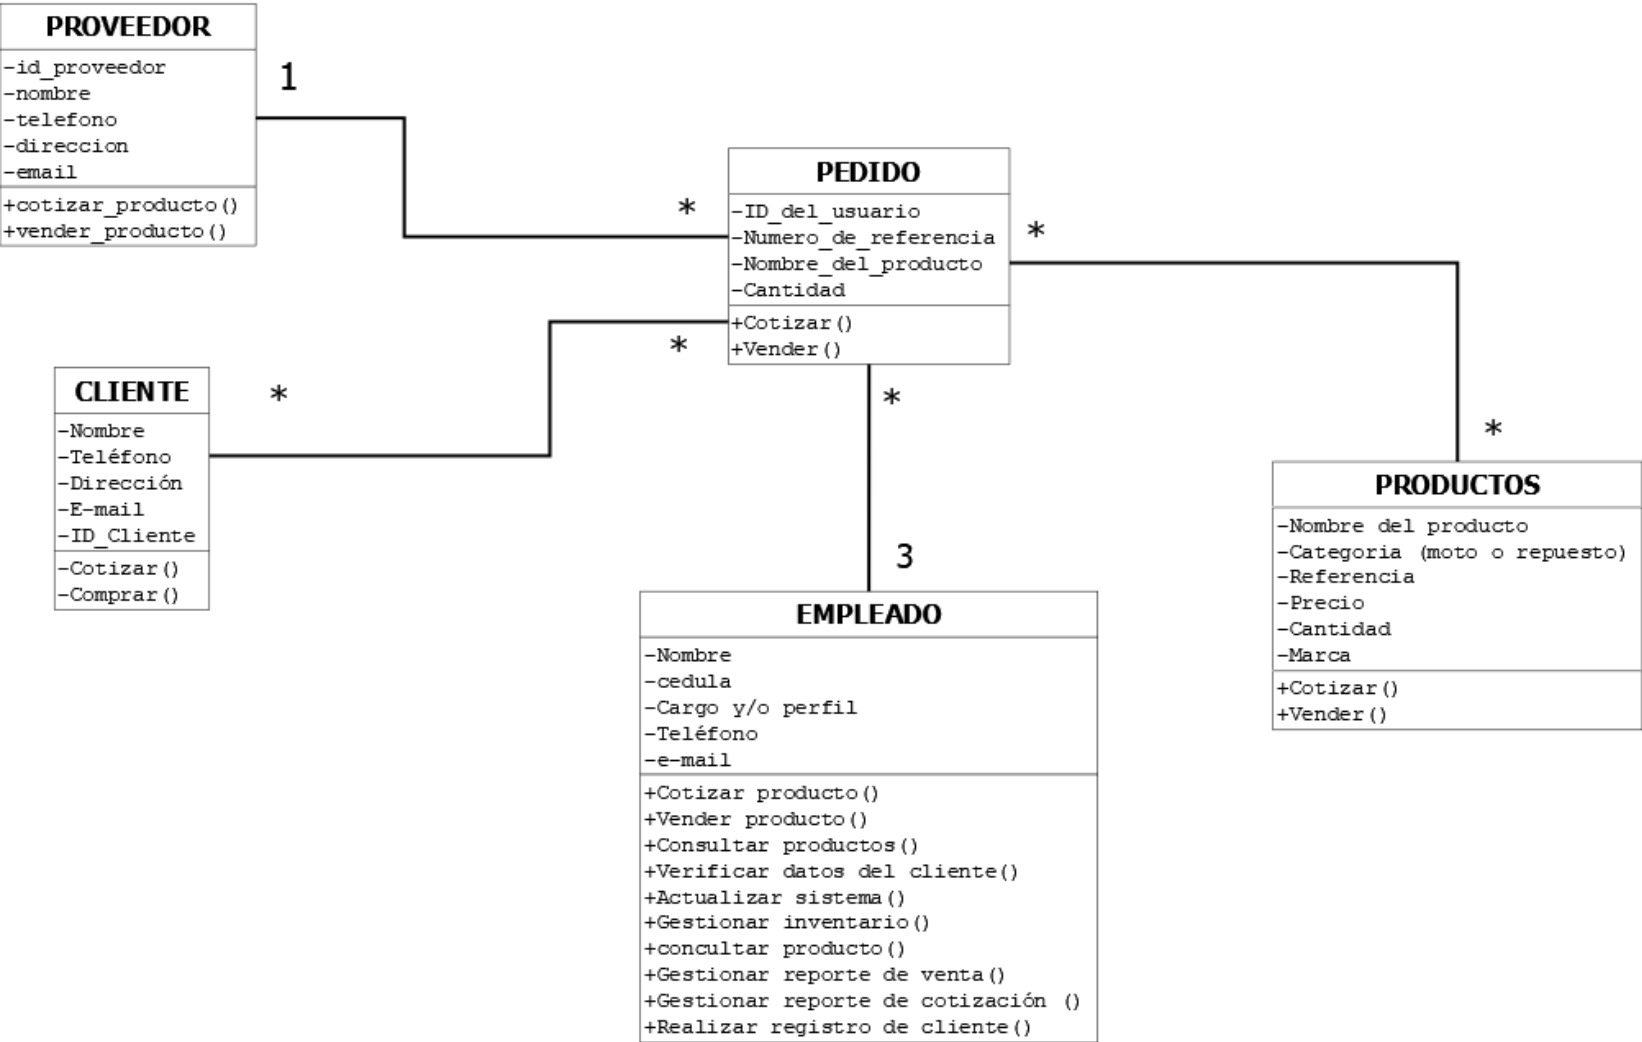 PROVEEDOR
-id_proveedor
-nombre
-telefono
-direccion
-email
+cotizar_producto()
+vender_producto()
1
*
PEDIDO
-ID_del_usuario
-Numero_de_referencia
-Nombre_del_producto
-Cantidad
+Cotizar()
+Vender()
*
*
*
CLIENTE
-Nombre
-Teléfono
-Dirección
-E-mail
-ID_Cliente
-Cotizar()
-Comprar()
*
*
PRODUCTOS
-Nombre del producto
-Categoria (moto o repuesto)
-Referencia
-Precio
-Cantidad
-Marca
+Cotizar()
+Vender()
3
EMPLEADO
-Nombre
-cedula
-Cargo y/o perfil
-Teléfono
-e-mail
+Cotizar producto()
+Vender producto()
+Consultar productos()
+Verificar datos del cliente()
+Actualizar sistema()
+Gestionar inventario()
+concultar producto()
+Gestionar reporte de venta()
+Gestionar reporte de cotización ()
+Realizar registro de cliente()